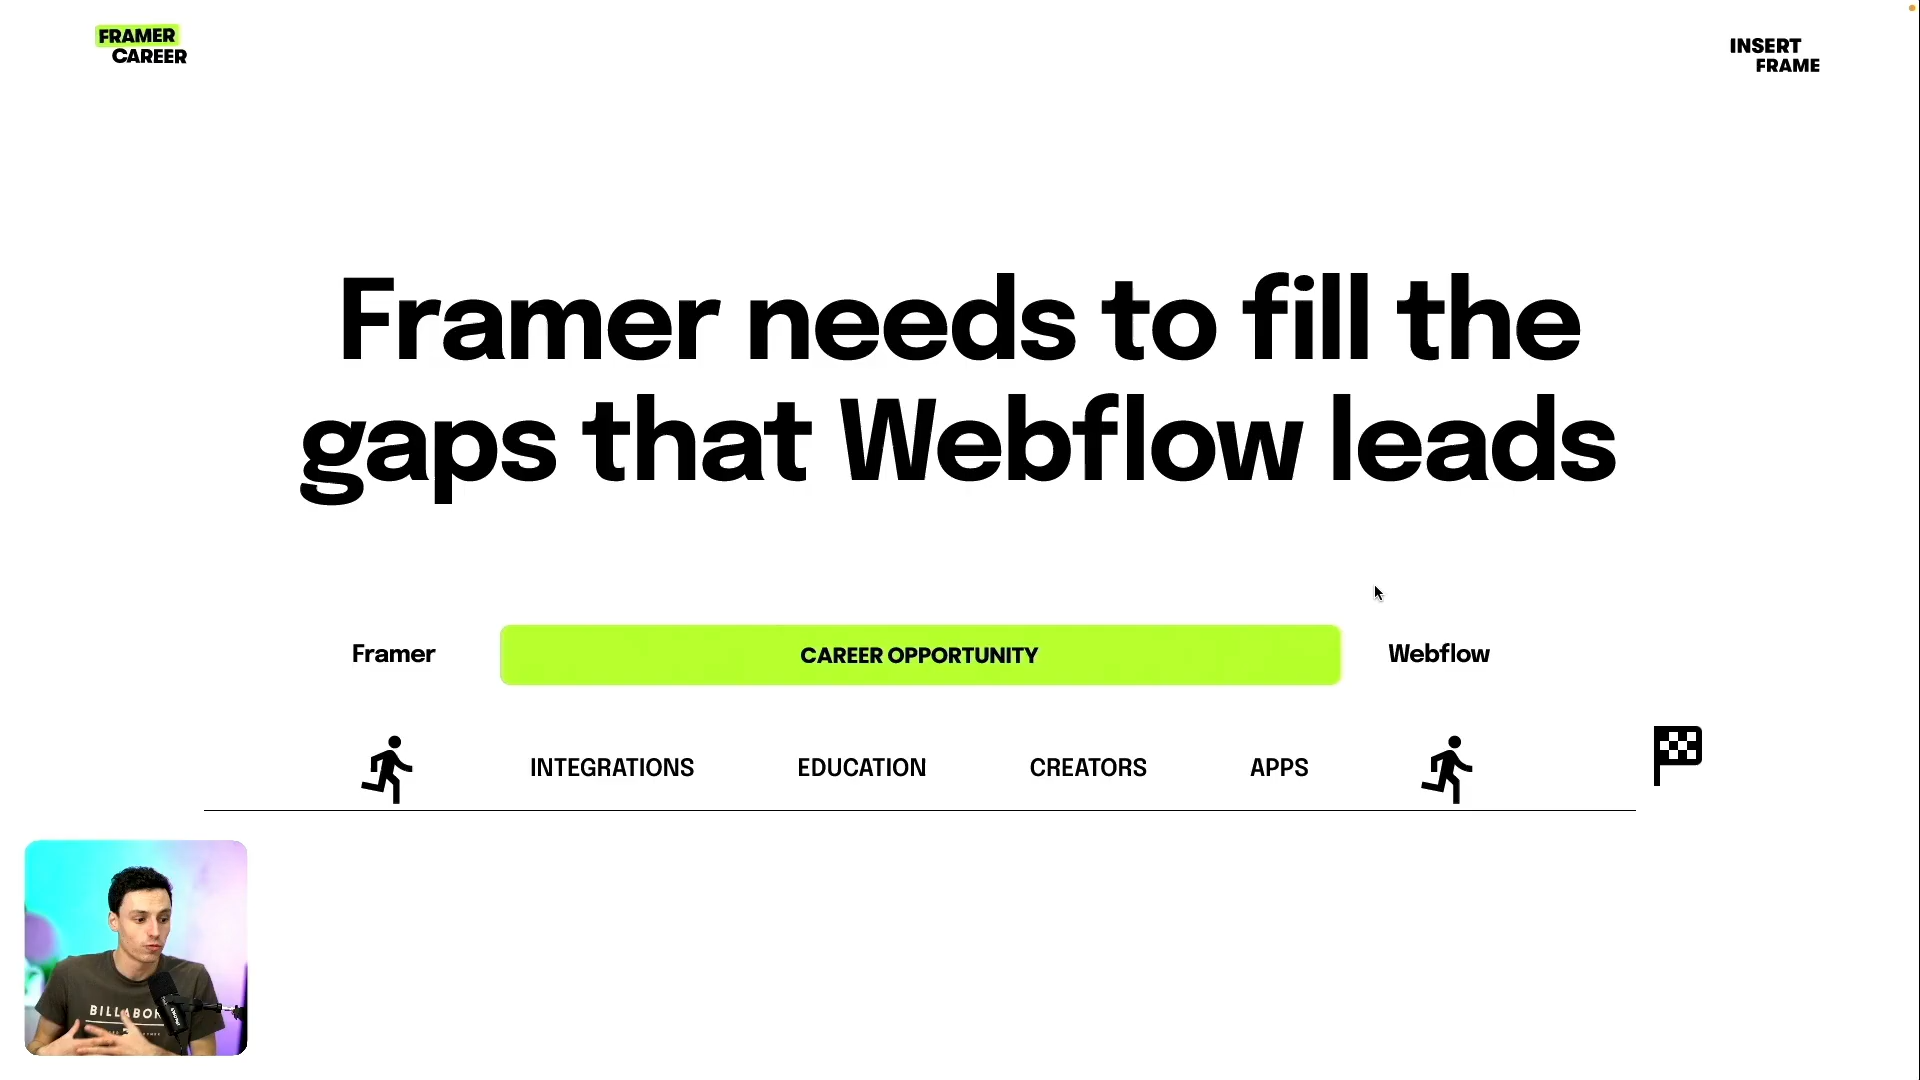 FRAMER
CAREER
INSERT
FRAME
Framer needs to fill the
gaps that Webflow leads
Framer
CAREER OPPORTUNITY
Webflow
INTEGRATIONS
EDUCATION
CREATORS
APPS
BILLABON